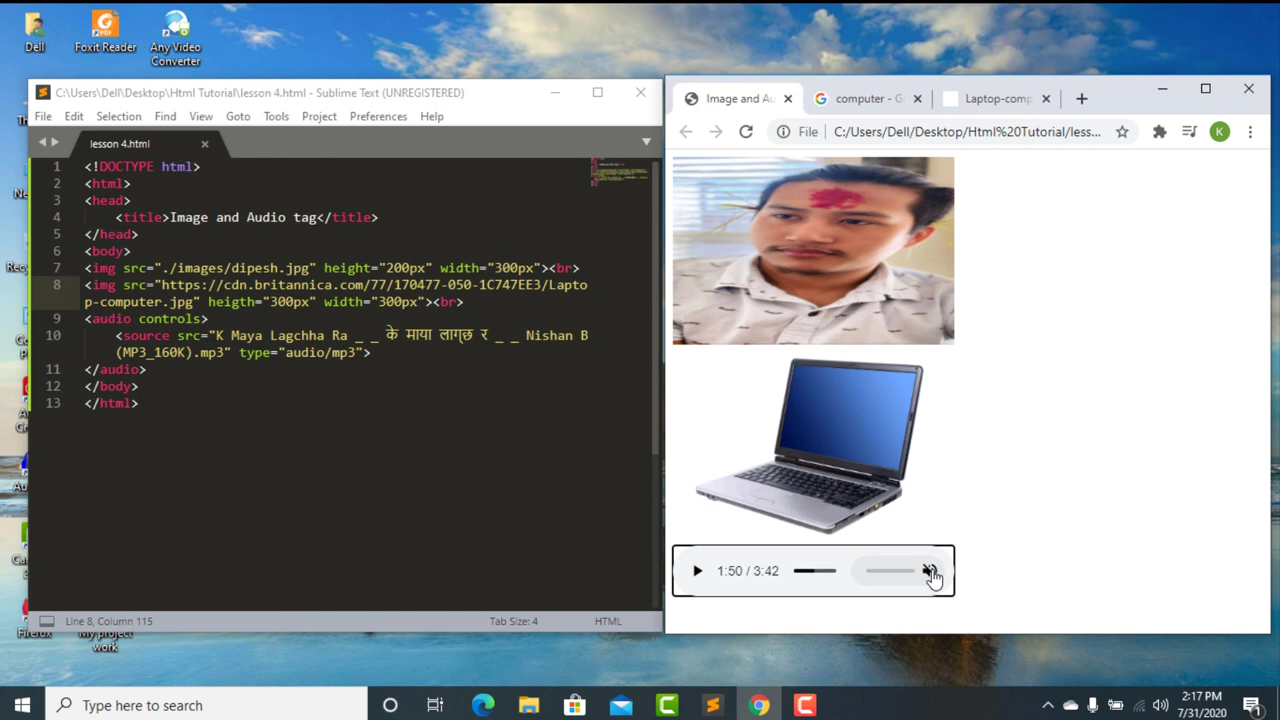 Dell
Foxit Reader
Any Video
Converter
C:\Users\Dell\Desktop\Html Tutorial\lesson 4.html - Sublime Text (UNREGISTERED)
File Edit Selection Find View Goto Tools Project Preferences Help
lesson 4.html
1 <!DOCTYPE html>
2 <html>
3 <head>
4 <title>Image and Audio tag</title>
5 </head>
6 <body>
7 <img src="./images/dipesh.jpg" height="200px" width="300px"><br>
8 <img src="https://cdn.britannica.com/77/170477-050-1C747EE3/Lapto
p-computer.jpg" heigth="300px" width="300px"><br>
9 <audio controls>
10 <source src="K Maya Lagchha Ra _ _ के माया लाग्छ र _ _ Nishan B
(MP3_160K).mp3" type="audio/mp3">
11 </audio>
12 </body>
13 </html>
Line 8, Column 115 Tab Size: 4 HTML
Image and Au computer - G Laptop-comp
File C:/Users/Dell/Desktop/Html%20Tutorial/less...
K
1:50 / 3:42
Firefox
My project
work
Type here to search
2:17 PM
7/31/2020
1